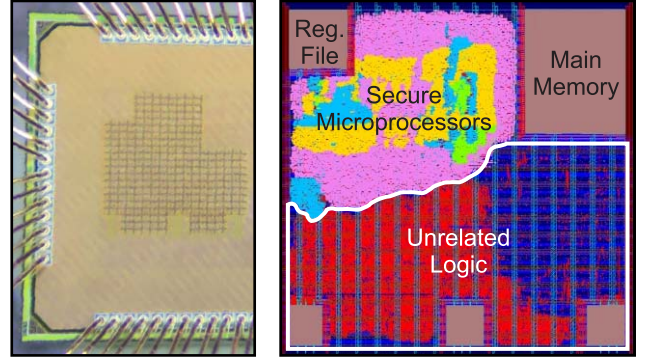 Reg.
File
Main
Memory
Secure
Microprocessors
Unrelated
Logic